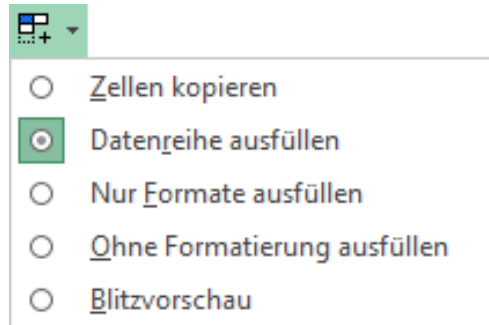 Zellen kopieren
Datenreihe ausfüllen
Nur Formate ausfüllen
Ohne Formatierung ausfüllen
Blitzvorschau